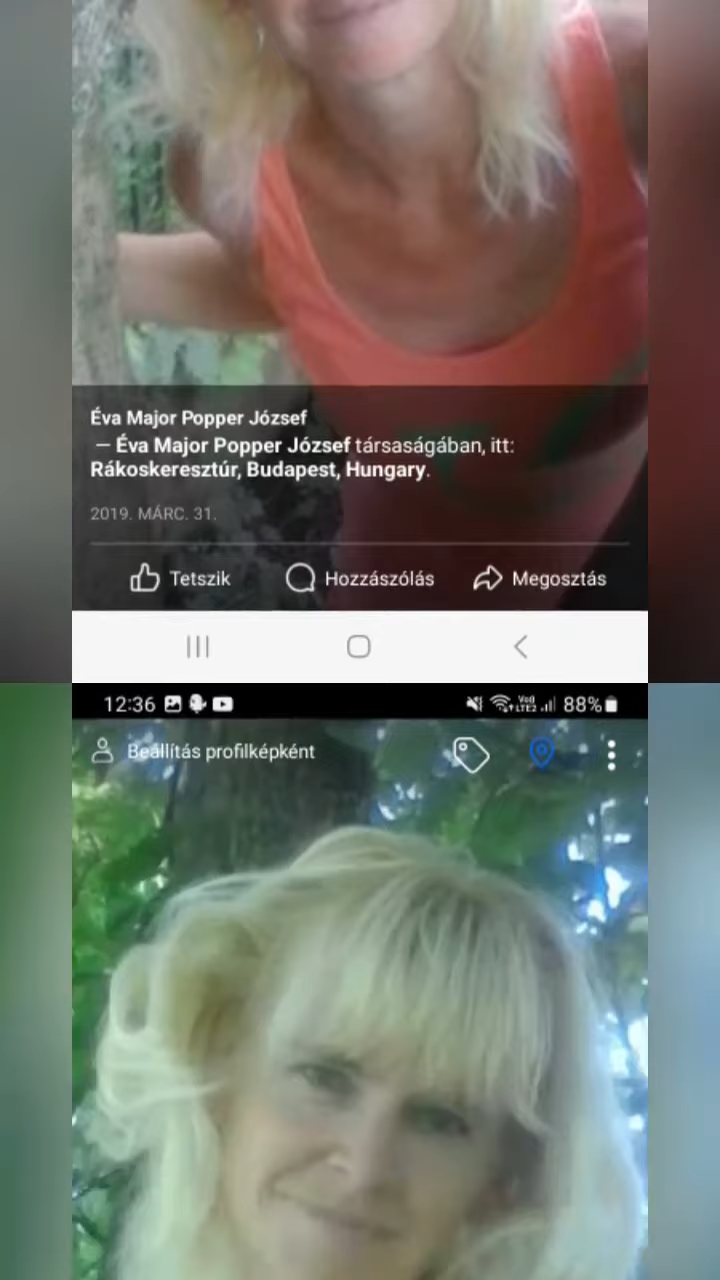 Éva Major Popper József
— Éva Major Popper József társaságában, itt:
Rákoskeresztúr, Budapest, Hungary.
2019. MÁRC. 31.
Tetszik Hozzászólás Megosztás
12:36 88%
Beállítás profilképként